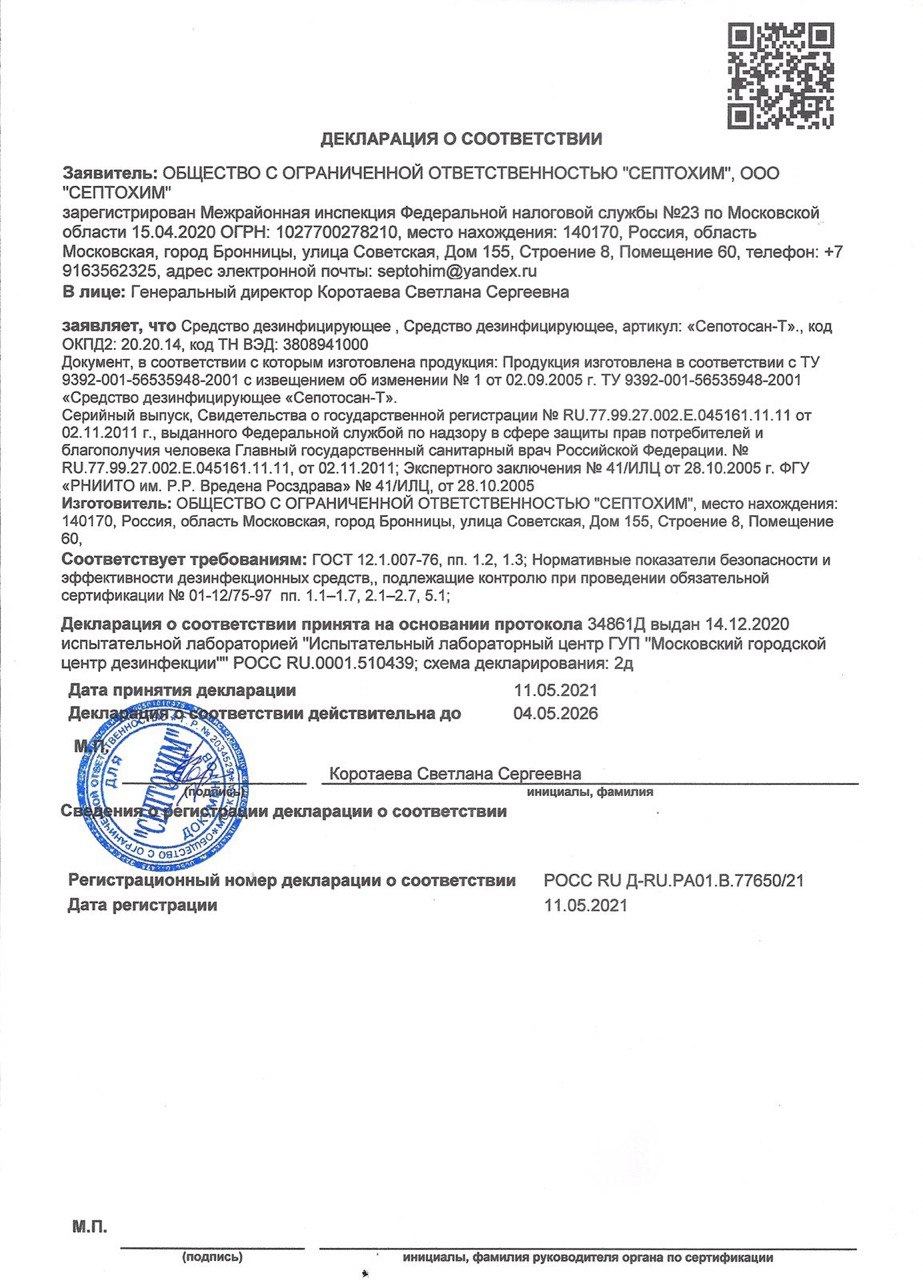 ДЕКЛАРАЦИЯ О СООТВЕТСТВИИ
Заявитель: ОБЩЕСТВО С ОГРАНИЧЕННОЙ ОТВЕТСТВЕННОСТЬЮ "СЕПТОХИМ", ООО
"СЕПТОХИМ"
зарегистрирован Межрайонная инспекция Федеральной налоговой службы №23 по Московской
области 15.04.2020 ОГРН: 1027700278210, место нахождения: 140170, Россия, область
Московская, город Бронницы, улица Советская, Дом 155, Строение 8, Помещение 60, телефон: +7
9163562325, адрес электронной почты: septohim@yandex.ru
В лице: Генеральный директор Коротаева Светлана Сергеевна
заявляет, что Средство дезинфицирующее , Средство дезинфицирующее, артикул: «Сепотосан-Т»., код
ОКПД2: 20.20.14, код ТН ВЭД: 3808941000
Документ, в соответствии с которым изготовлена продукция: Продукция изготовлена в соответствии с ТУ
9392-001-56535948-2001 с извещением об изменении № 1 от 02.09.2005 г. ТУ 9392-001-56535948-2001
«Средство дезинфицирующее «Сепотосан-Т».
Серийный выпуск, Свидетельства о государственной регистрации № RU.77.99.27.002.Е.045161.11.11 от
02.11.2011 г., выданного Федеральной службой по надзору в сфере защиты прав потребителей и
благополучия человека Главный государственный санитарный врач Российской Федерации. №
RU.77.99.27.002.Е.045161.11.11, от 02.11.2011; Экспертного заключения № 41/ИЛЦ от 28.10.2005 г. ФГУ
«РНИИТО им. Р.Р. Вредена Росздрава» № 41/ИЛЦ, от 28.10.2005
Изготовитель: ОБЩЕСТВО С ОГРАНИЧЕННОЙ ОТВЕТСТВЕННОСТЬЮ "СЕПТОХИМ", место нахождения:
140170, Россия, область Московская, город Бронницы, улица Советская, Дом 155, Строение 8, Помещение
60,
Соответствует требованиям: ГОСТ 12.1.007-76, пп. 1.2, 1.3; Нормативные показатели безопасности и
эффективности дезинфекционных средств,, подлежащие контролю при проведении обязательной
сертификации № 01-12/75-97 пп. 1.1–1.7, 2.1–2.7, 5.1;
Декларация о соответствии принята на основании протокола 34861Д выдан 14.12.2020
испытательной лабораторией "Испытательный лабораторный центр ГУП "Московский городской
центр дезинфекции"" РОСС RU.0001.510439; схема декларирования: 2д
Дата принятия декларации 11.05.2021
Декларация о соответствии действительна до 04.05.2026
М.П.
ДЛЯ
"СЕПТОХИМ"
ДОКУМЕНТОВ
Коротаева Светлана Сергеевна
(подпись) инициалы, фамилия
Сведения о регистрации декларации о соответствии
Регистрационный номер декларации о соответствии РОСС RU Д-RU.РА01.В.77650/21
Дата регистрации 11.05.2021
М.П.
(подпись) инициалы, фамилия руководителя органа по сертификации